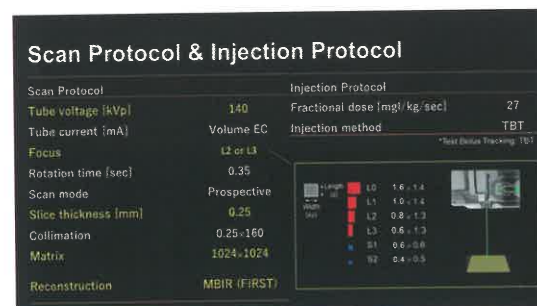 Scan Protocol & Injection Protocol
Scan Protocol
Tube voltage [kVp] 140
Tube current [mA] Volume EC
Focus L2 or L3
Rotation time [sec] 0.35
Scan mode Prospective
Slice thickness [mm] 0.25
Collimation 0.25×160
Matrix 1024×1024
Reconstruction MBIR (FIRST)
Injection Protocol
Fractional dose [mgI/kg/sec] 27
Injection method TBT
*Test Bolus Tracking: TBT
Length
Width
L0 1.6 × 1.4
L1 1.0 × 1.4
L2 0.8 × 1.3
L3 0.6 × 1.3
S1 0.6 × 0.6
S2 0.4 × 0.5